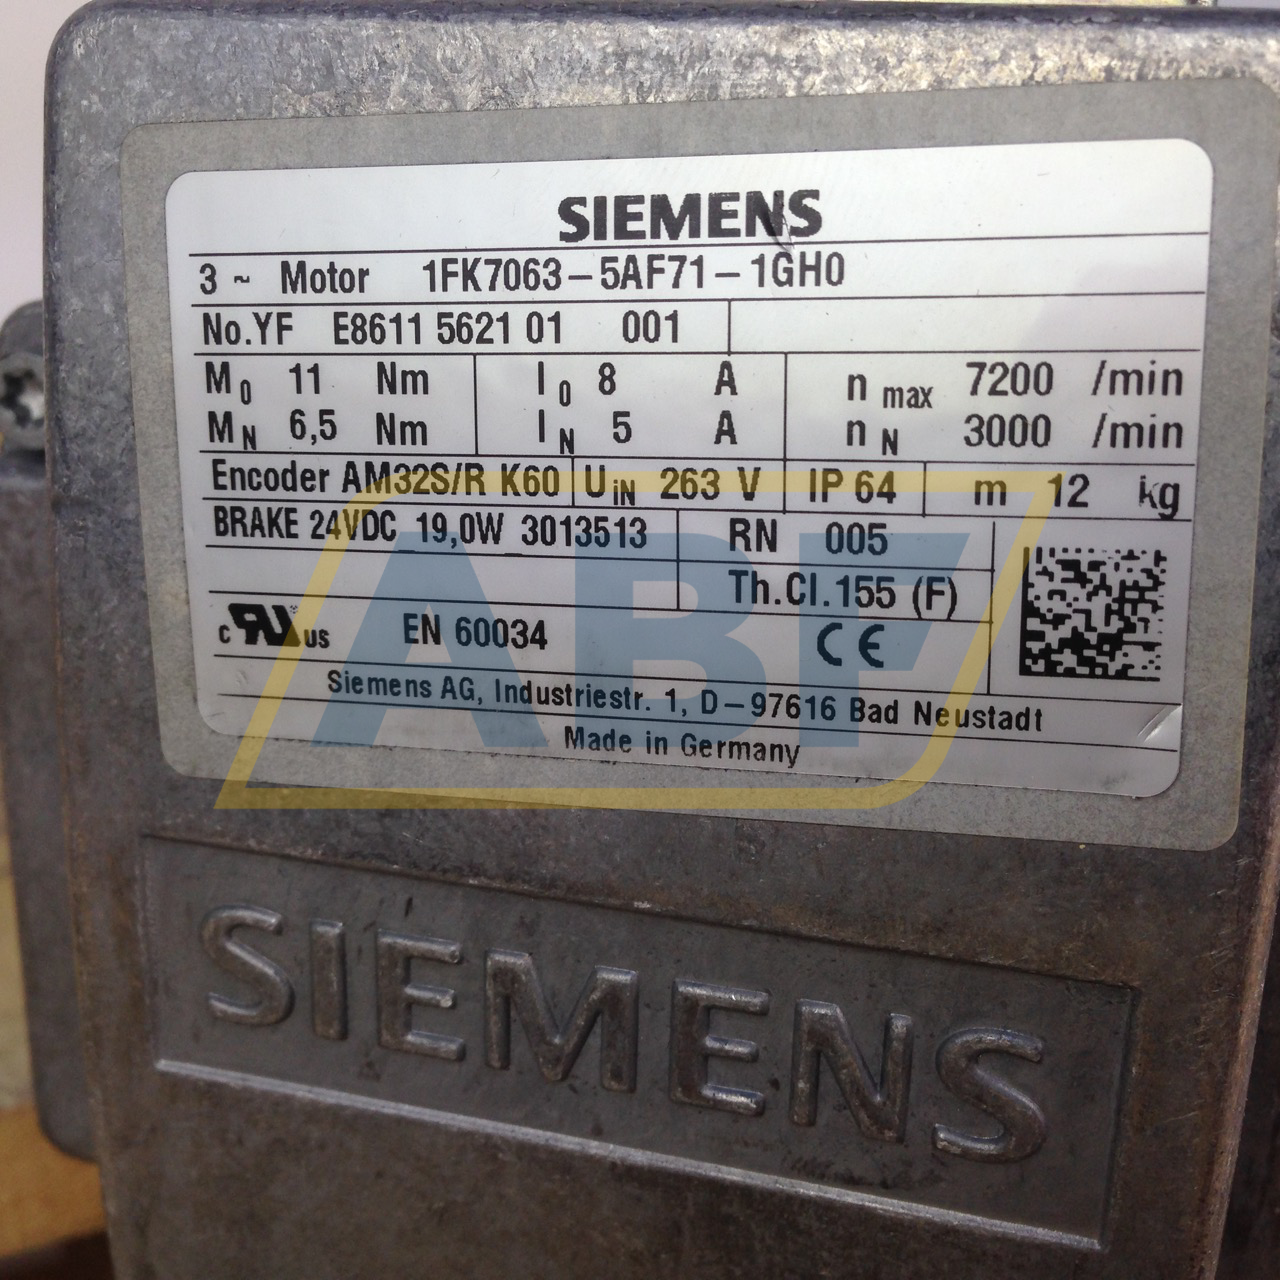 SIEMENS
3 ~ Motor 1FK7063-5AF71-1GH0
No.YF E8611 5621 01 001
M0 11 Nm I0 8 A n max 7200 /min
MN 6,5 Nm IN 5 A n N 3000 /min
Encoder AM32S/R K60 UiN 263 V IP 64 m 12 kg
BRAKE 24VDC 19,0W 3013513 RN 005
Th.Cl.155 (F)
c RU us EN 60034 CE
Siemens AG, Industriestr. 1, D-97616 Bad Neustadt
Made in Germany
ABF
SIEMENS